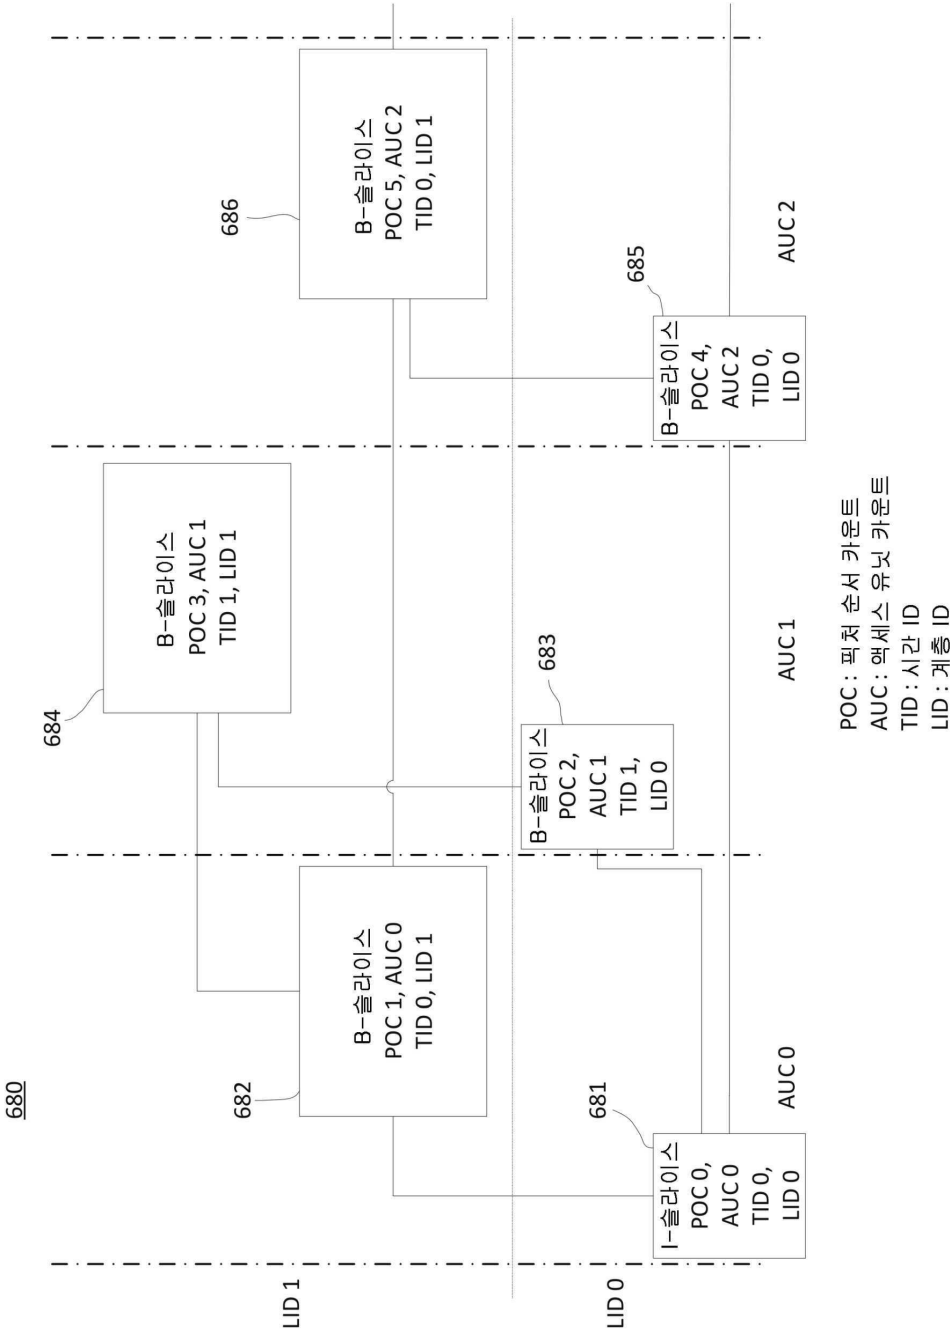 680
LID 1
LID 0
684
B-슬라이스
POC 3, AUC 1
TID 1, LID 1
682
B-슬라이스
POC 1, AUC 0
TID 0, LID 1
686
B-슬라이스
POC 5, AUC 2
TID 0, LID 1
683
B-슬라이스
POC 2,
AUC 1
TID 1,
LID 0
681
I-슬라이스
POC 0,
AUC 0
TID 0,
LID 0
685
B-슬라이스
POC 4,
AUC 2
TID 0,
LID 0
AUC 0
AUC 1
AUC 2
POC : 픽처 순서 카운트
AUC : 액세스 유닛 카운트
TID : 시간 ID
LID : 계층 ID